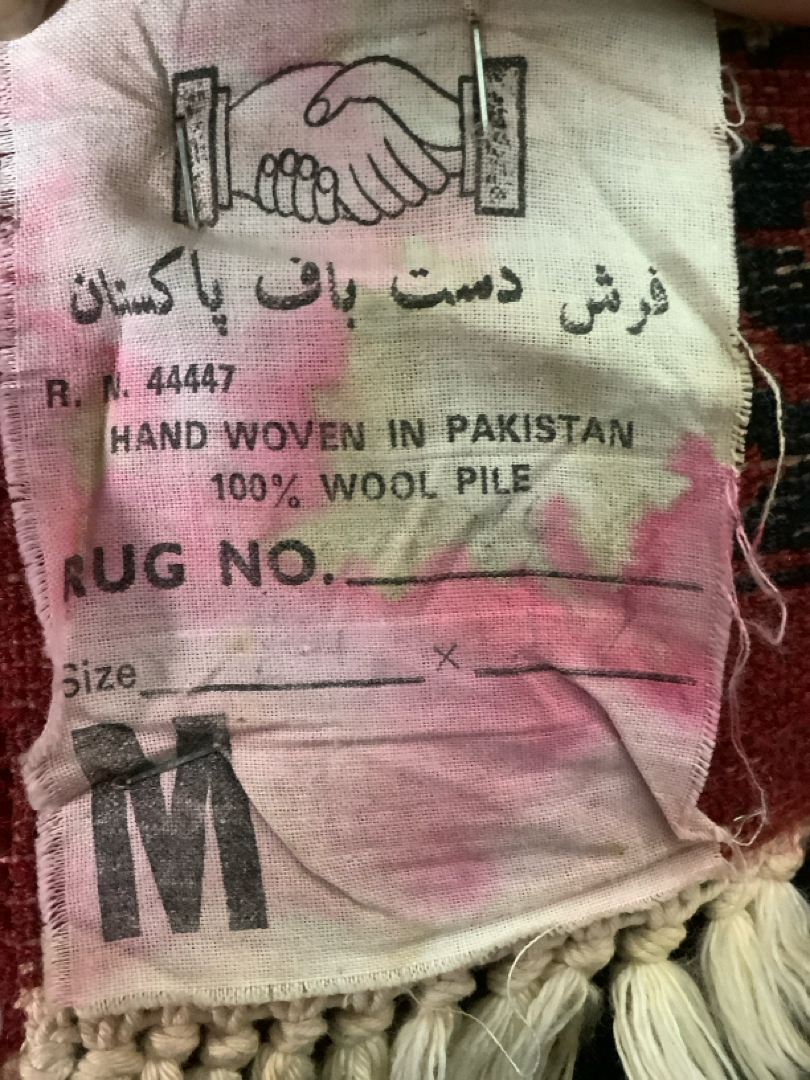 فرش دست باف پاکستان
R. N. 44447
HAND WOVEN IN PAKISTAN
100% WOOL PILE
RUG NO.
Size x
M